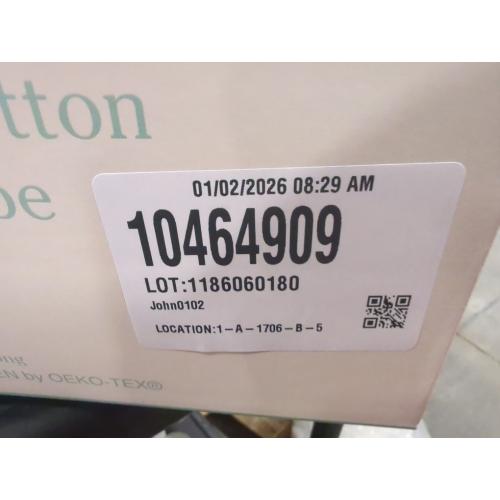 tton
be
01/02/2026 08:29 AM
10464909
LOT:1186060180
John0102
LOCATION:1-A-1706-B-5
EN by OEKO-TEX®